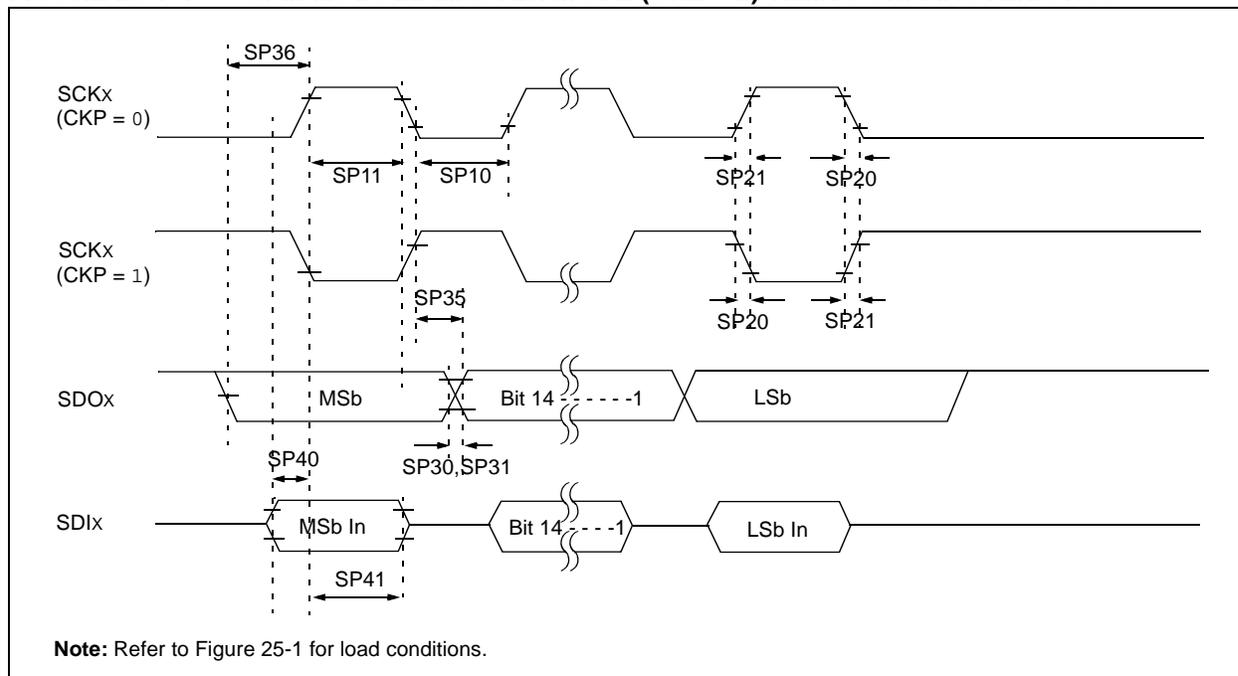 SP36
SCKX
(CKP = 0)
SP11
SP10
SP21
SP20
SCKX
(CKP = 1)
SP35
SP20
SP21
SDOX
MSb
Bit 14 - - - - - -1
LSb
SP40
SP30,SP31
SDIX
MSb In
Bit 14 - - - - -1
LSb In
SP41
Note: Refer to Figure 25-1 for load conditions.